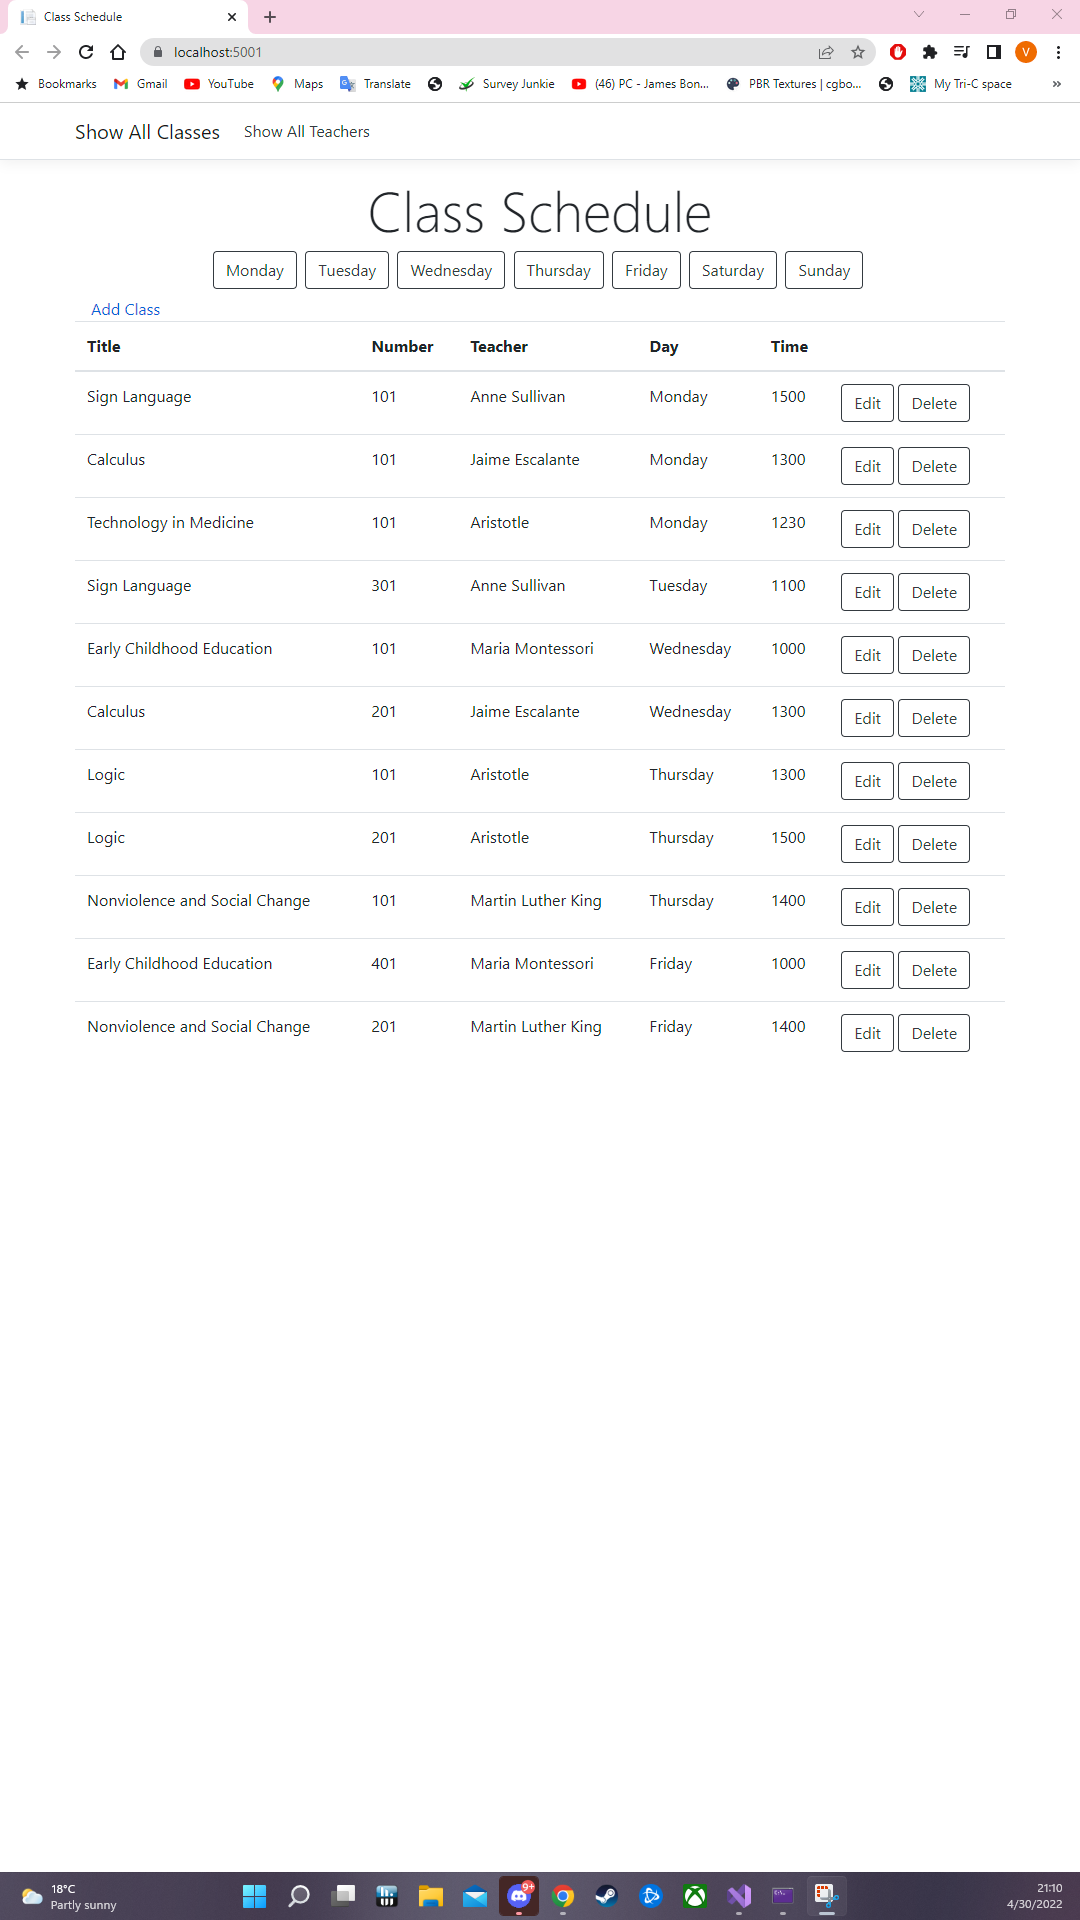 Class Schedule
localhost:5001
V
Bookmarks Gmail YouTube Maps Translate Survey Junkie (46) PC - James Bon... PBR Textures | cgbo... My Tri-C space »
Show All Classes Show All Teachers
Class Schedule
Monday Tuesday Wednesday Thursday Friday Saturday Sunday
Add Class
Title Number Teacher Day Time
Sign Language 101 Anne Sullivan Monday 1500 Edit Delete
Calculus 101 Jaime Escalante Monday 1300 Edit Delete
Technology in Medicine 101 Aristotle Monday 1230 Edit Delete
Sign Language 301 Anne Sullivan Tuesday 1100 Edit Delete
Early Childhood Education 101 Maria Montessori Wednesday 1000 Edit Delete
Calculus 201 Jaime Escalante Wednesday 1300 Edit Delete
Logic 101 Aristotle Thursday 1300 Edit Delete
Logic 201 Aristotle Thursday 1500 Edit Delete
Nonviolence and Social Change 101 Martin Luther King Thursday 1400 Edit Delete
Early Childhood Education 401 Maria Montessori Friday 1000 Edit Delete
Nonviolence and Social Change 201 Martin Luther King Friday 1400 Edit Delete
18°C
Partly sunny
9+
21:10
4/30/2022